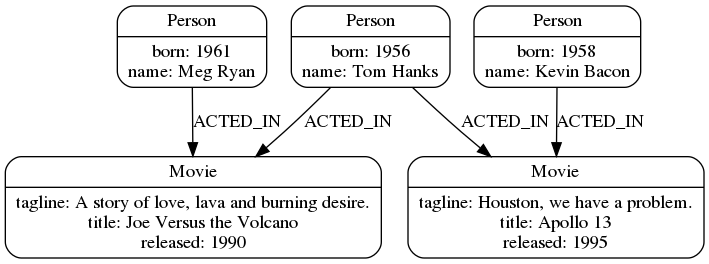 Person
born: 1961
name: Meg Ryan
Person
born: 1956
name: Tom Hanks
Person
born: 1958
name: Kevin Bacon
ACTED_IN
ACTED_IN
ACTED_IN
ACTED_IN
Movie
tagline: A story of love, lava and burning desire.
title: Joe Versus the Volcano
released: 1990
Movie
tagline: Houston, we have a problem.
title: Apollo 13
released: 1995